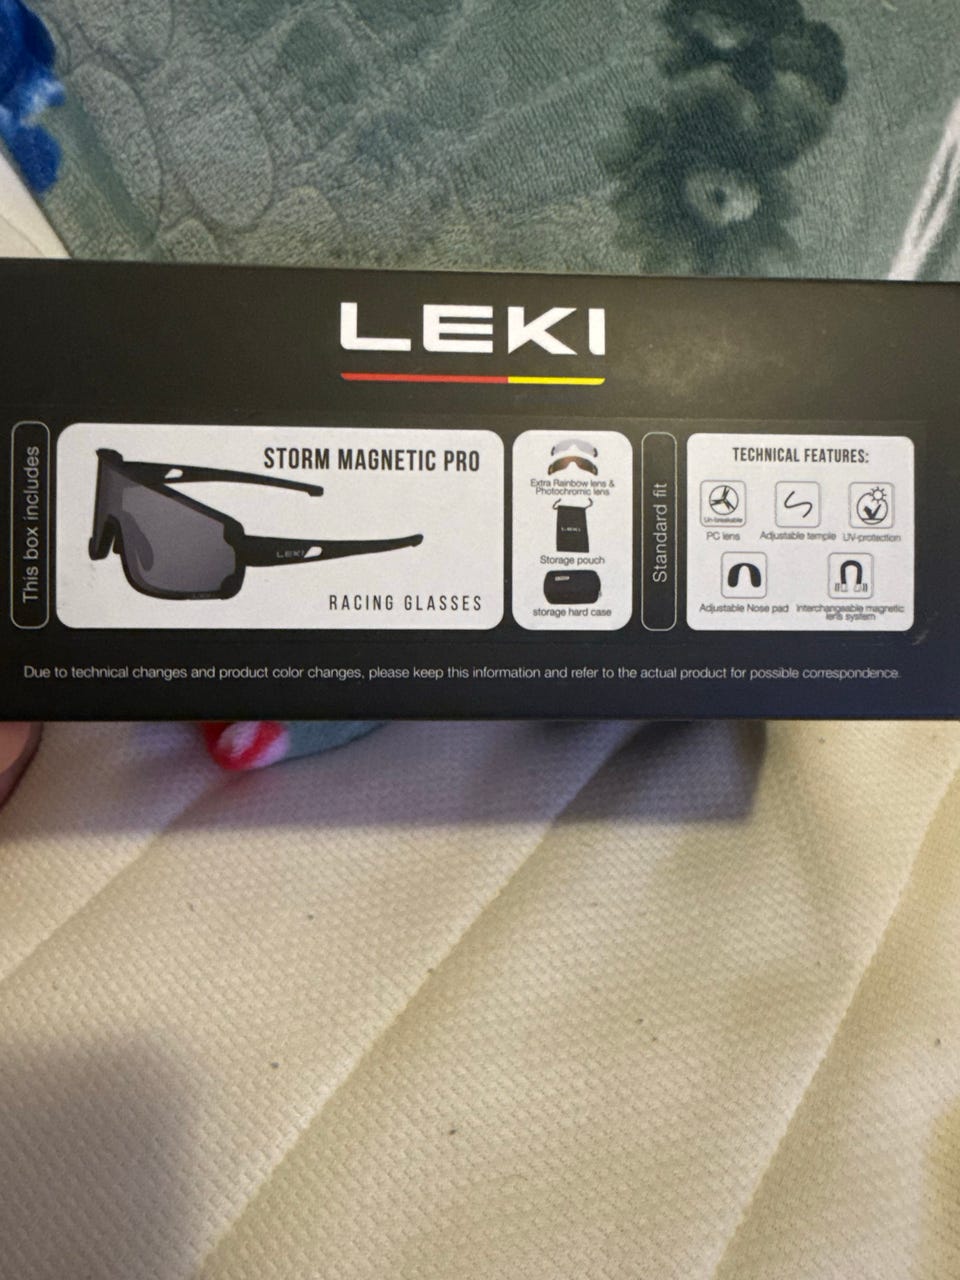 LEKI
This box includes
STORM MAGNETIC PRO
LEKI
RACING GLASSES
Extra Rainbow lens &
Photochromic lens
LEKI
Storage pouch
storage hard case
Standard fit
TECHNICAL FEATURES:
Un-breakable
PC lens
Adjustable temple
UV-protection
Adjustable Nose pad
Interchangeable magnetic
lens system
Due to technical changes and product color changes, please keep this information and refer to the actual product for possible correspondence.